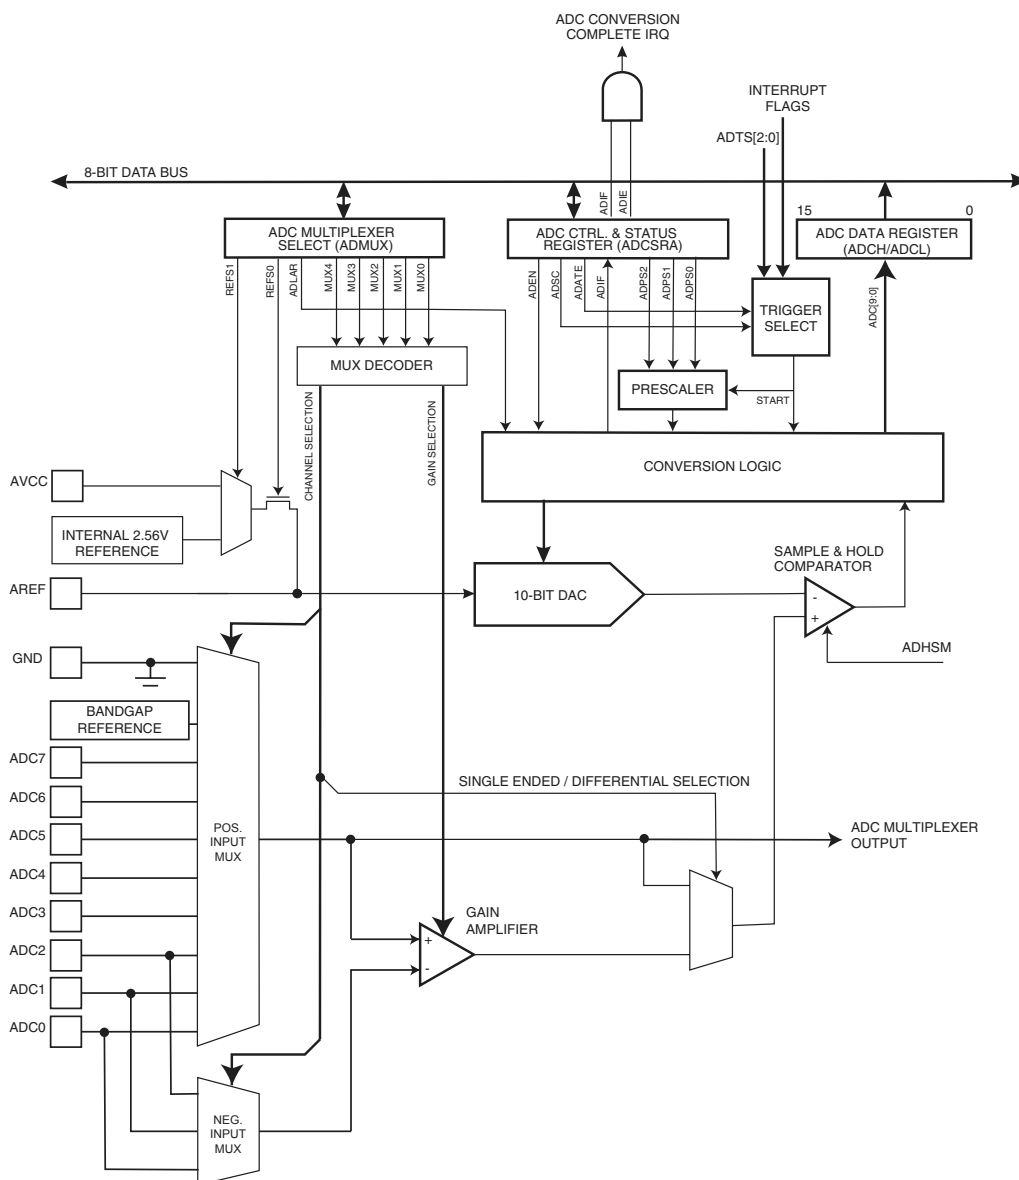 ADC CONVERSION
COMPLETE IRQ
INTERRUPT
FLAGS
ADTS[2:0]
8-BIT DATA BUS
ADIF
ADIE
15
0
ADC MULTIPLEXER
SELECT (ADMUX)
ADC CTRL. & STATUS
REGISTER (ADCSRA)
ADC DATA REGISTER
(ADCH/ADCL)
REFS1
REFS0
ADLAR
MUX4
MUX3
MUX2
MUX1
MUX0
ADEN
ADSC
ADATE
ADIF
ADPS2
ADPS1
ADPS0
ADC[9:0]
TRIGGER
SELECT
MUX DECODER
PRESCALER
START
CHANNEL SELECTION
GAIN SELECTION
CONVERSION LOGIC
AVCC
INTERNAL 2.56V
REFERENCE
SAMPLE & HOLD
COMPARATOR
AREF
10-BIT DAC
-
+
GND
ADHSM
BANDGAP
REFERENCE
ADC7
SINGLE ENDED / DIFFERENTIAL SELECTION
ADC6
ADC5
POS.
INPUT
MUX
ADC MULTIPLEXER
OUTPUT
ADC4
ADC3
GAIN
AMPLIFIER
+
-
ADC2
ADC1
ADC0
NEG.
INPUT
MUX